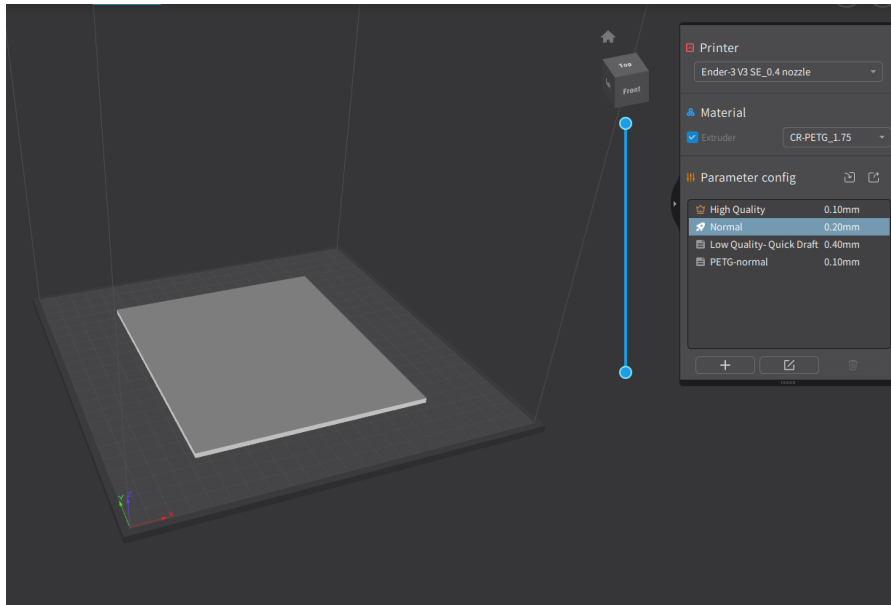 Printer
Ender-3 V3 SE_0.4 nozzle
Material
Extruder
CR-PETG_1.75
Parameter config
High Quality 0.10mm
Normal 0.20mm
Low Quality- Quick Draft 0.40mm
PETG-normal 0.10mm
Top
Front
Y
Z
X